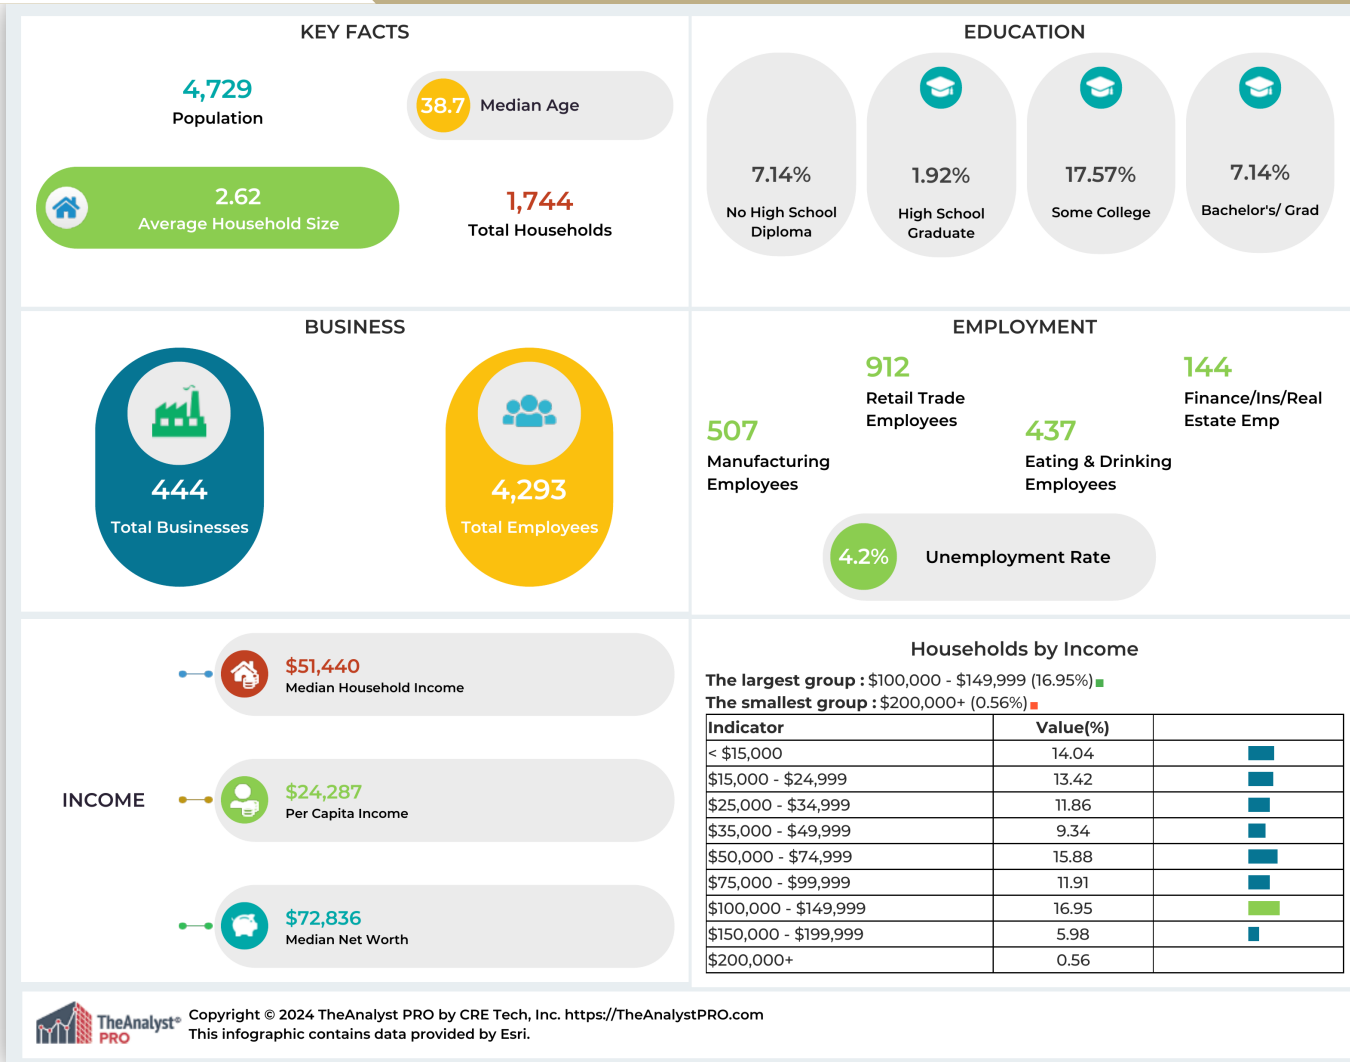 KEY FACTS
4,729
Population
38.7 Median Age
2.62
Average Household Size
1,744
Total Households
EDUCATION
7.14%
No High School
Diploma
1.92%
High School
Graduate
17.57%
Some College
7.14%
Bachelor's/ Grad
BUSINESS
444
Total Businesses
4,293
Total Employees
EMPLOYMENT
507
Manufacturing
Employees
912
Retail Trade
Employees
437
Eating & Drinking
Employees
144
Finance/Ins/Real
Estate Emp
4.2% Unemployment Rate
INCOME
$51,440
Median Household Income
$24,287
Per Capita Income
$72,836
Median Net Worth
Households by Income
The largest group : $100,000 - $149,999 (16.95%)
The smallest group : $200,000+ (0.56%)
Indicator Value(%)
< $15,000 14.04
$15,000 - $24,999 13.42
$25,000 - $34,999 11.86
$35,000 - $49,999 9.34
$50,000 - $74,999 15.88
$75,000 - $99,999 11.91
$100,000 - $149,999 16.95
$150,000 - $199,999 5.98
$200,000+ 0.56
TheAnalyst®
PRO
Copyright © 2024 TheAnalyst PRO by CRE Tech, Inc. https://TheAnalystPRO.com
This infographic contains data provided by Esri.